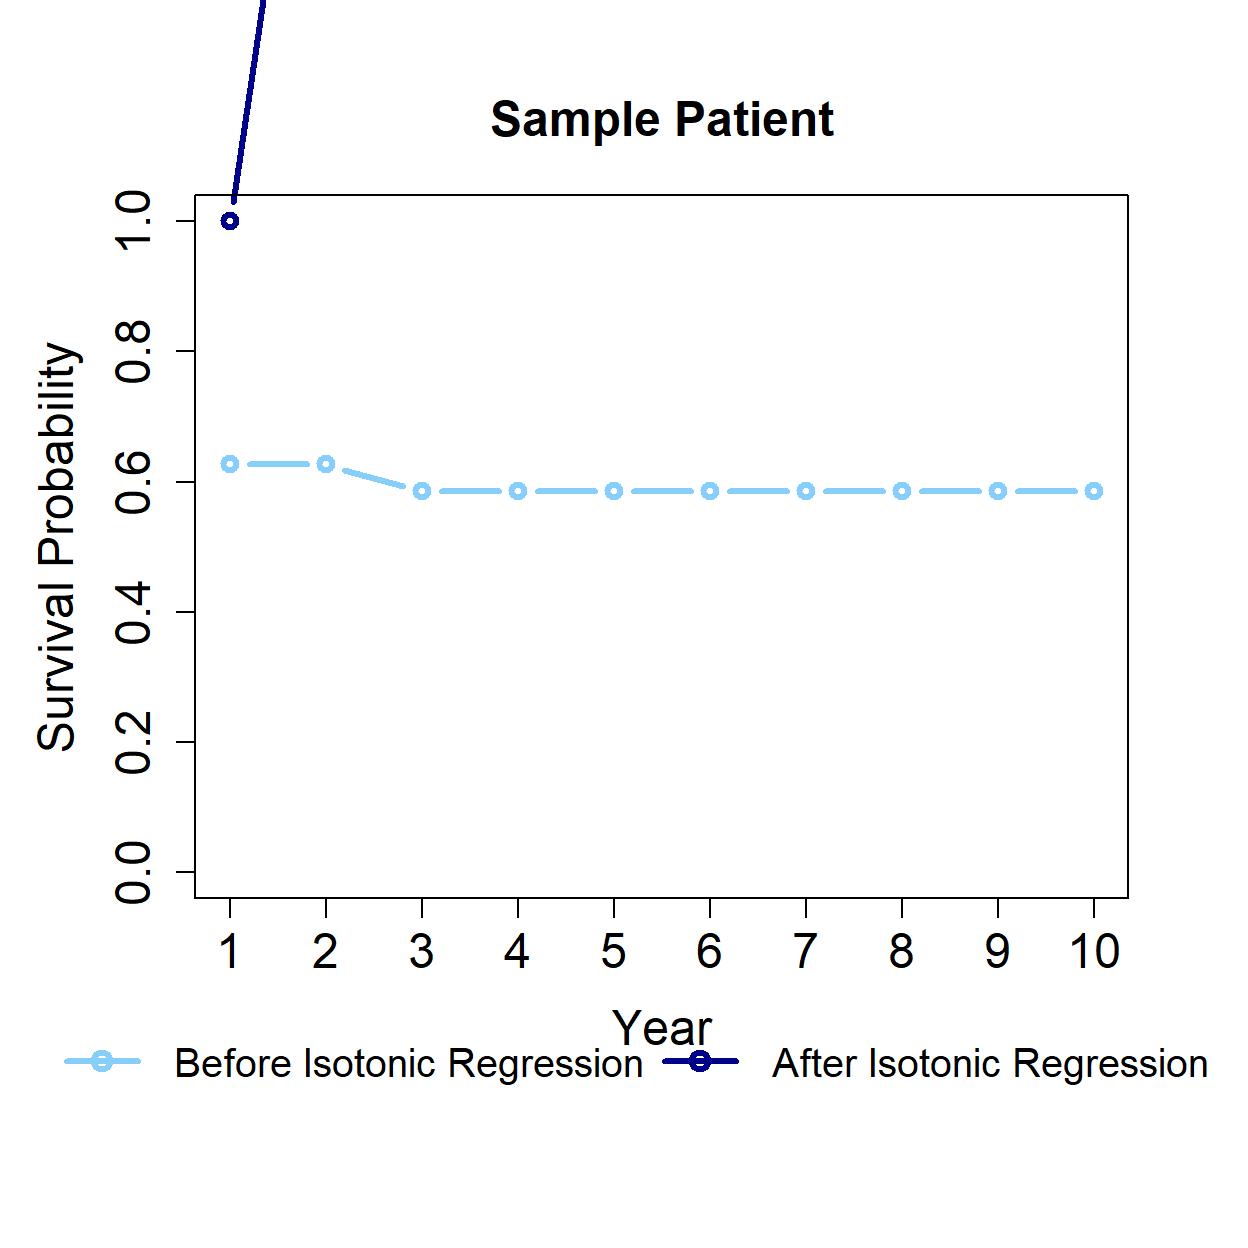 Sample Patient
Survival Probability
1.0
0.8
0.6
0.4
0.2
0.0
1 2 3 4 5 6 7 8 9 10
Year
Before Isotonic Regression After Isotonic Regression